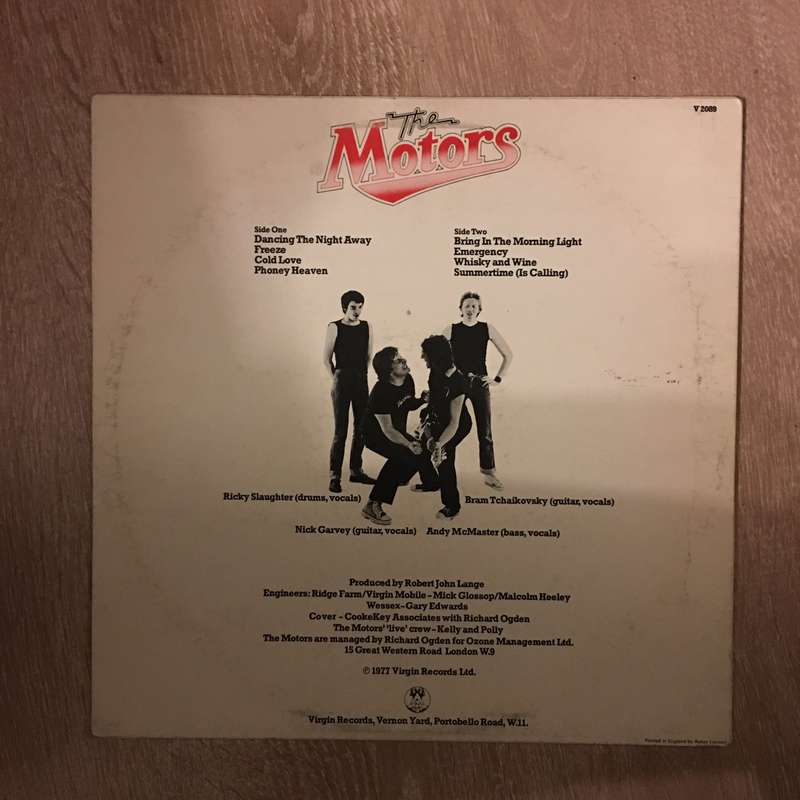 V 2089
The
Motors
Side One
Dancing The Night Away
Freeze
Cold Love
Phoney Heaven
Side Two
Bring In The Morning Light
Emergency
Whisky and Wine
Summertime (Is Calling)
Ricky Slaughter (drums, vocals)
Bram Tchaikovsky (guitar, vocals)
Nick Garvey (guitar, vocals)
Andy McMaster (bass, vocals)
Produced by Robert John Lange
Engineers: Ridge Farm/Virgin Mobile - Mick Glossop/Malcolm Heeley
Wessex - Gary Edwards
Cover - CookeKey Associates with Richard Ogden
The Motors' 'live' crew - Kelly and Polly
The Motors are managed by Richard Ogden for Ozone Management Ltd.
15 Great Western Road London W.9
℗ 1977 Virgin Records Ltd.
Virgin Records, Vernon Yard, Portobello Road, W.11.
Printed in England by